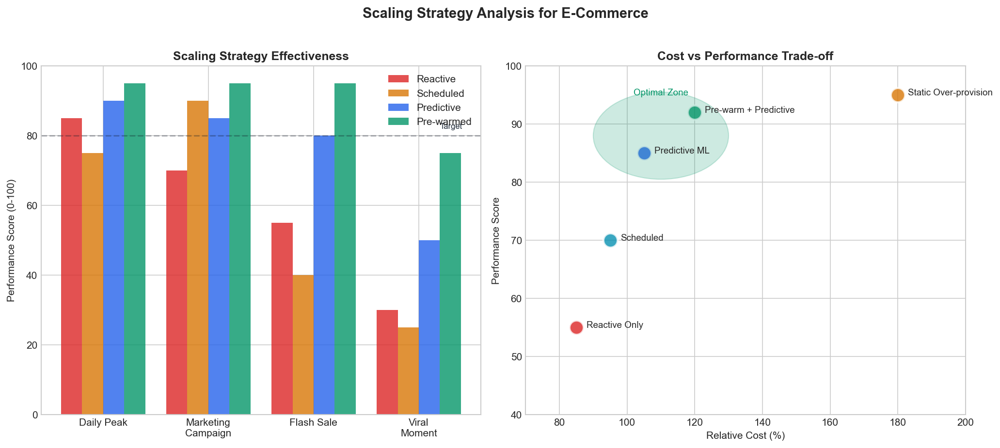 Scaling Strategy Analysis for E-Commerce
Scaling Strategy Effectiveness
Performance Score (0-100)
100
80
60
40
20
0
Reactive
Scheduled
Predictive
Pre-warmed
Target
Daily Peak
Marketing
Campaign
Flash Sale
Viral
Moment
Cost vs Performance Trade-off
Performance Score
100
90
80
70
60
50
40
Optimal Zone
Static Over-provision
Pre-warm + Predictive
Predictive ML
Scheduled
Reactive Only
80
100
120
140
160
180
200
Relative Cost (%)